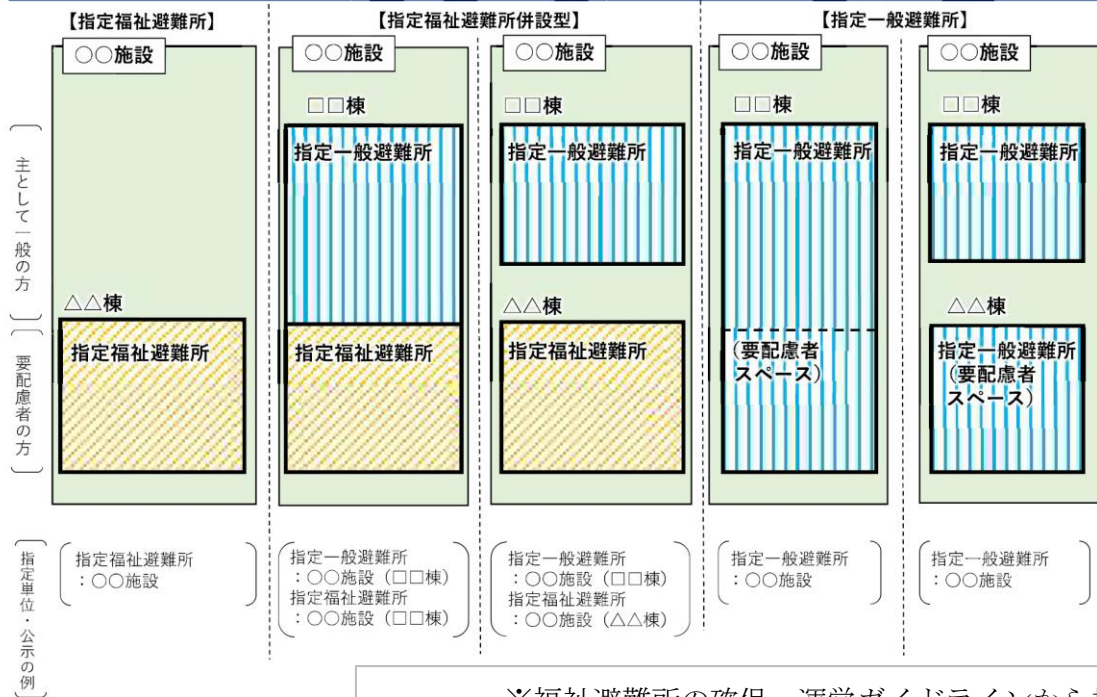 【指定福祉避難所】
【指定福祉避難所併設型】
【指定一般避難所】
○○施設
○○施設
○○施設
○○施設
○○施設
□□棟
□□棟
□□棟
□□棟
主として一般の方
指定一般避難所
指定一般避難所
指定一般避難所
指定一般避難所
△△棟
△△棟
△△棟
要配慮者の方
指定福祉避難所
指定福祉避難所
指定福祉避難所
(要配慮者
スペース)
指定一般避難所
(要配慮者
スペース)
指定単位・公示の例
指定福祉避難所
:○○施設
指定一般避難所
:○○施設(□□棟)
指定福祉避難所
:○○施設(□□棟)
指定一般避難所
:○○施設(□□棟)
指定福祉避難所
:○○施設(△△棟)
指定一般避難所
:○○施設
指定一般避難所
:○○施設